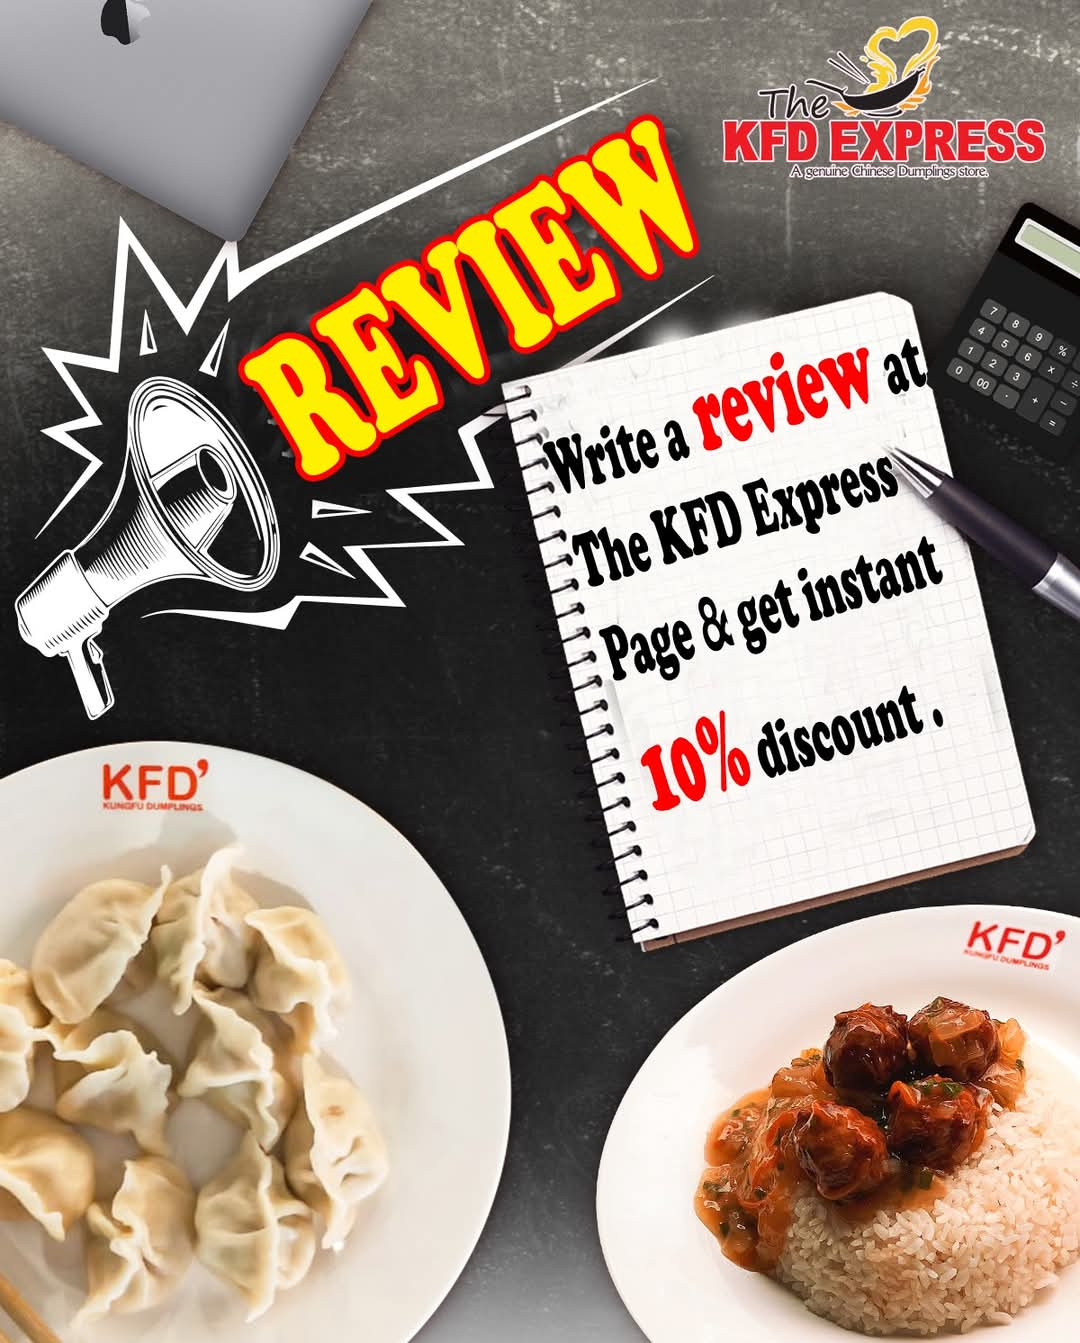 The
KFD EXPRESS
A genuine Chinese Dumplings store.
REVIEW
Write a review at
The KFD Express
Page & get instant
10% discount .
7 8 9 %
4 5 6 × ÷
1 2 3
0 00 . + −
=
KFD'
KUNGFU DUMPLINGS
KFD'
KUNGFU DUMPLINGS